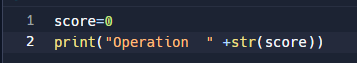 1 score=0
2 print("Operation  " +str(score))